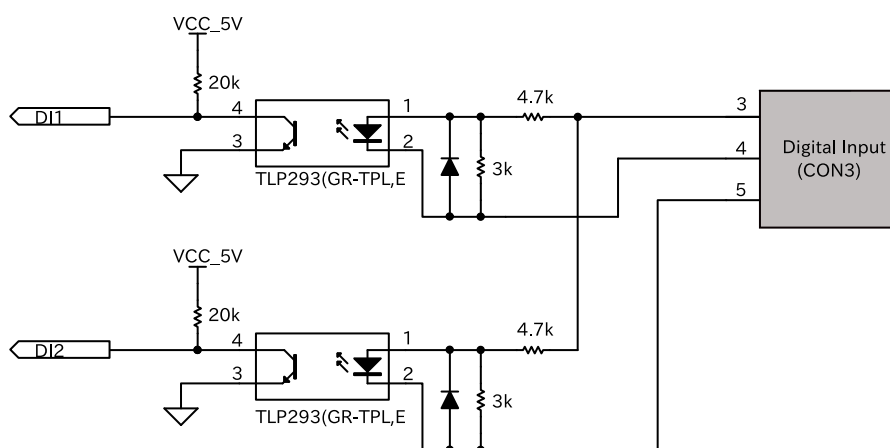 VCC_5V
20k
DI1
4
3
1
2
4.7k
3k
TLP293(GR-TPL,E
3
4
5
Digital Input
(CON3)
VCC_5V
20k
DI2
4
3
1
2
4.7k
3k
TLP293(GR-TPL,E